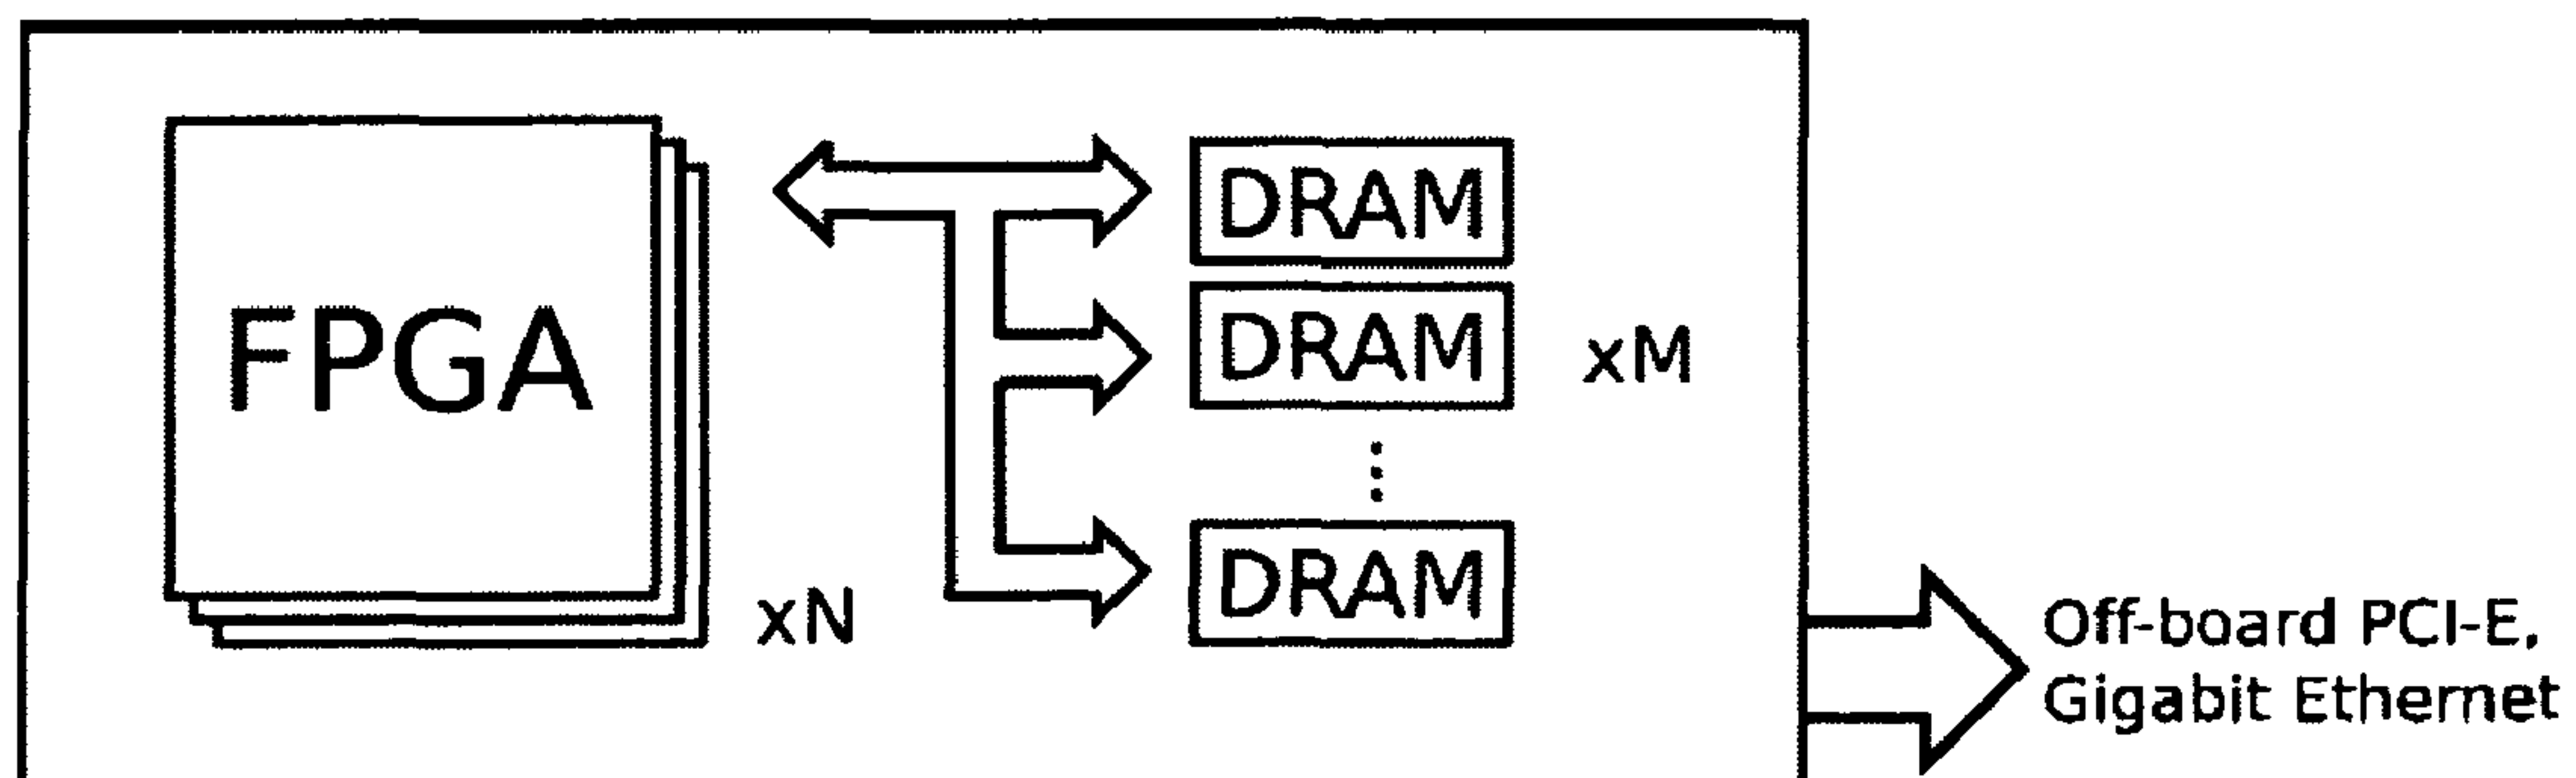 FPGA
xN
DRAM
DRAM
xM
DRAM
Off-board PCI-E,
Gigabit Ethernet